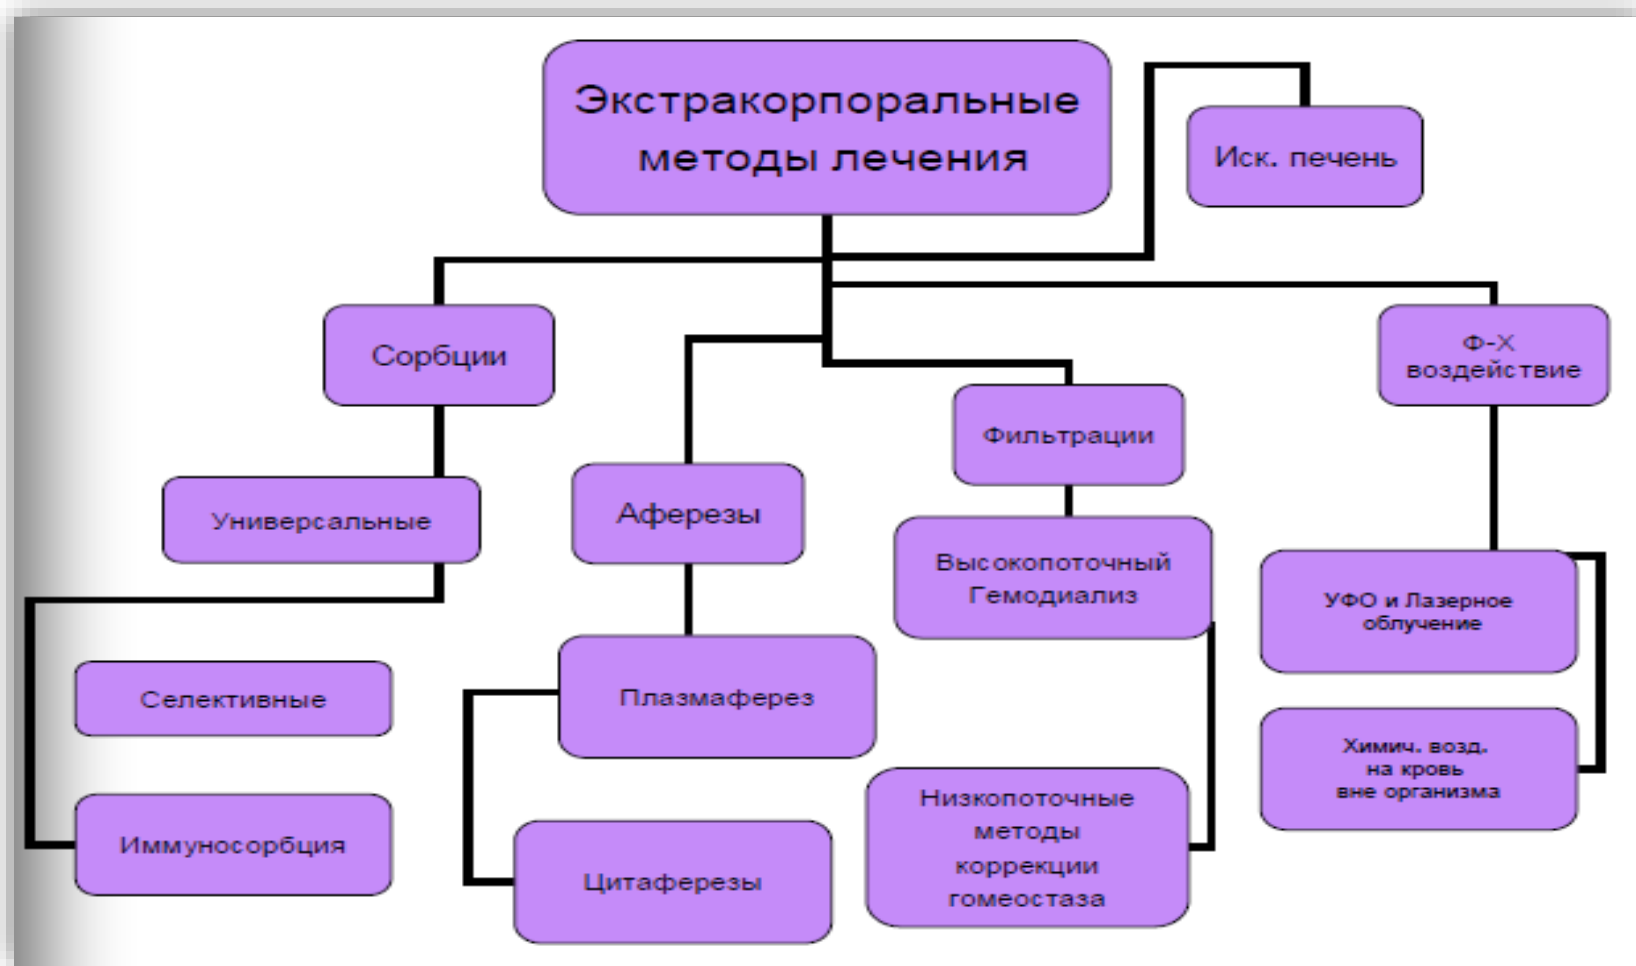 Экстракорпоральные
методы лечения
Иск. печень
Сорбции
Ф-Х
воздействие
Фильтрации
Универсальные
Аферезы
Высокопоточный
Гемодиализ
УФО и Лазерное
облучение
Селективные
Плазмаферез
Химич. возд.
на кровь
вне организма
Иммуносорбция
Цитаферезы
Низкопоточные
методы
коррекции
гомеостаза